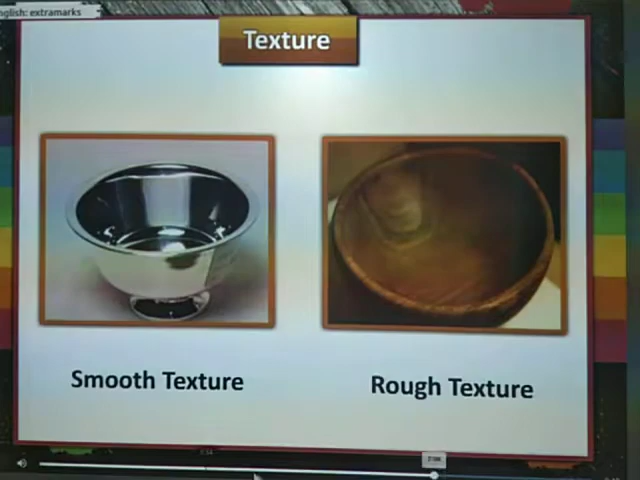 nglish: extramarks
Texture
Smooth Texture
Rough Texture